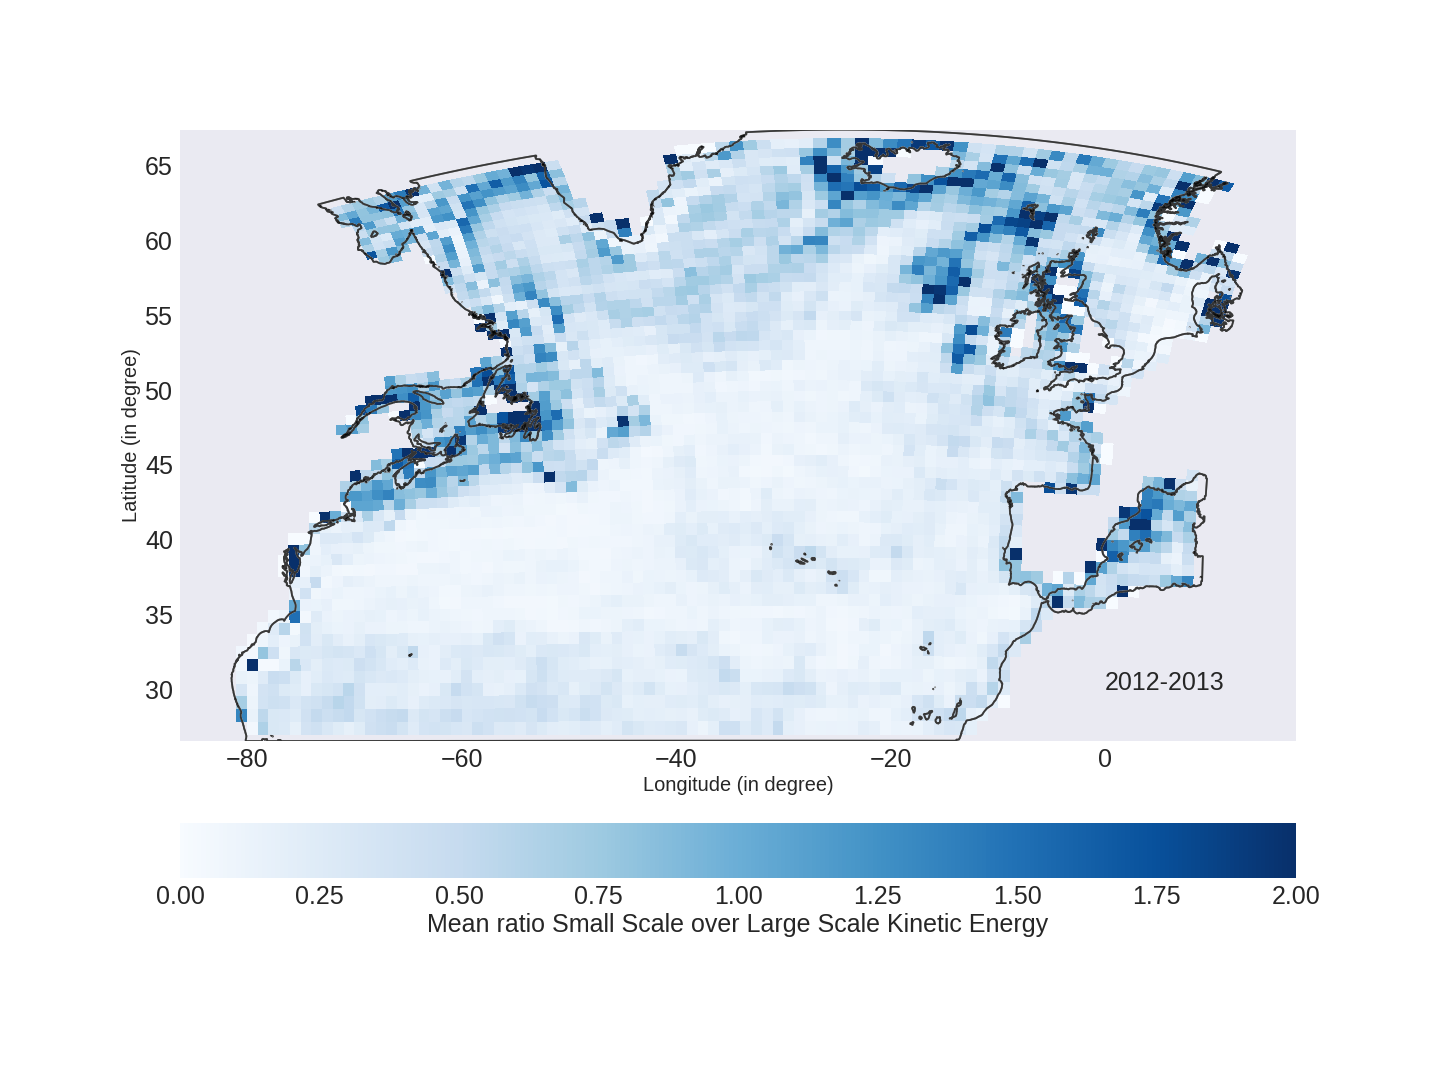 65
60
55
50
45
40
35
30
Latitude (in degree)
2012-2013
−80 −60 −40 −20 0
Longitude (in degree)
0.00 0.25 0.50 0.75 1.00 1.25 1.50 1.75 2.00
Mean ratio Small Scale over Large Scale Kinetic Energy